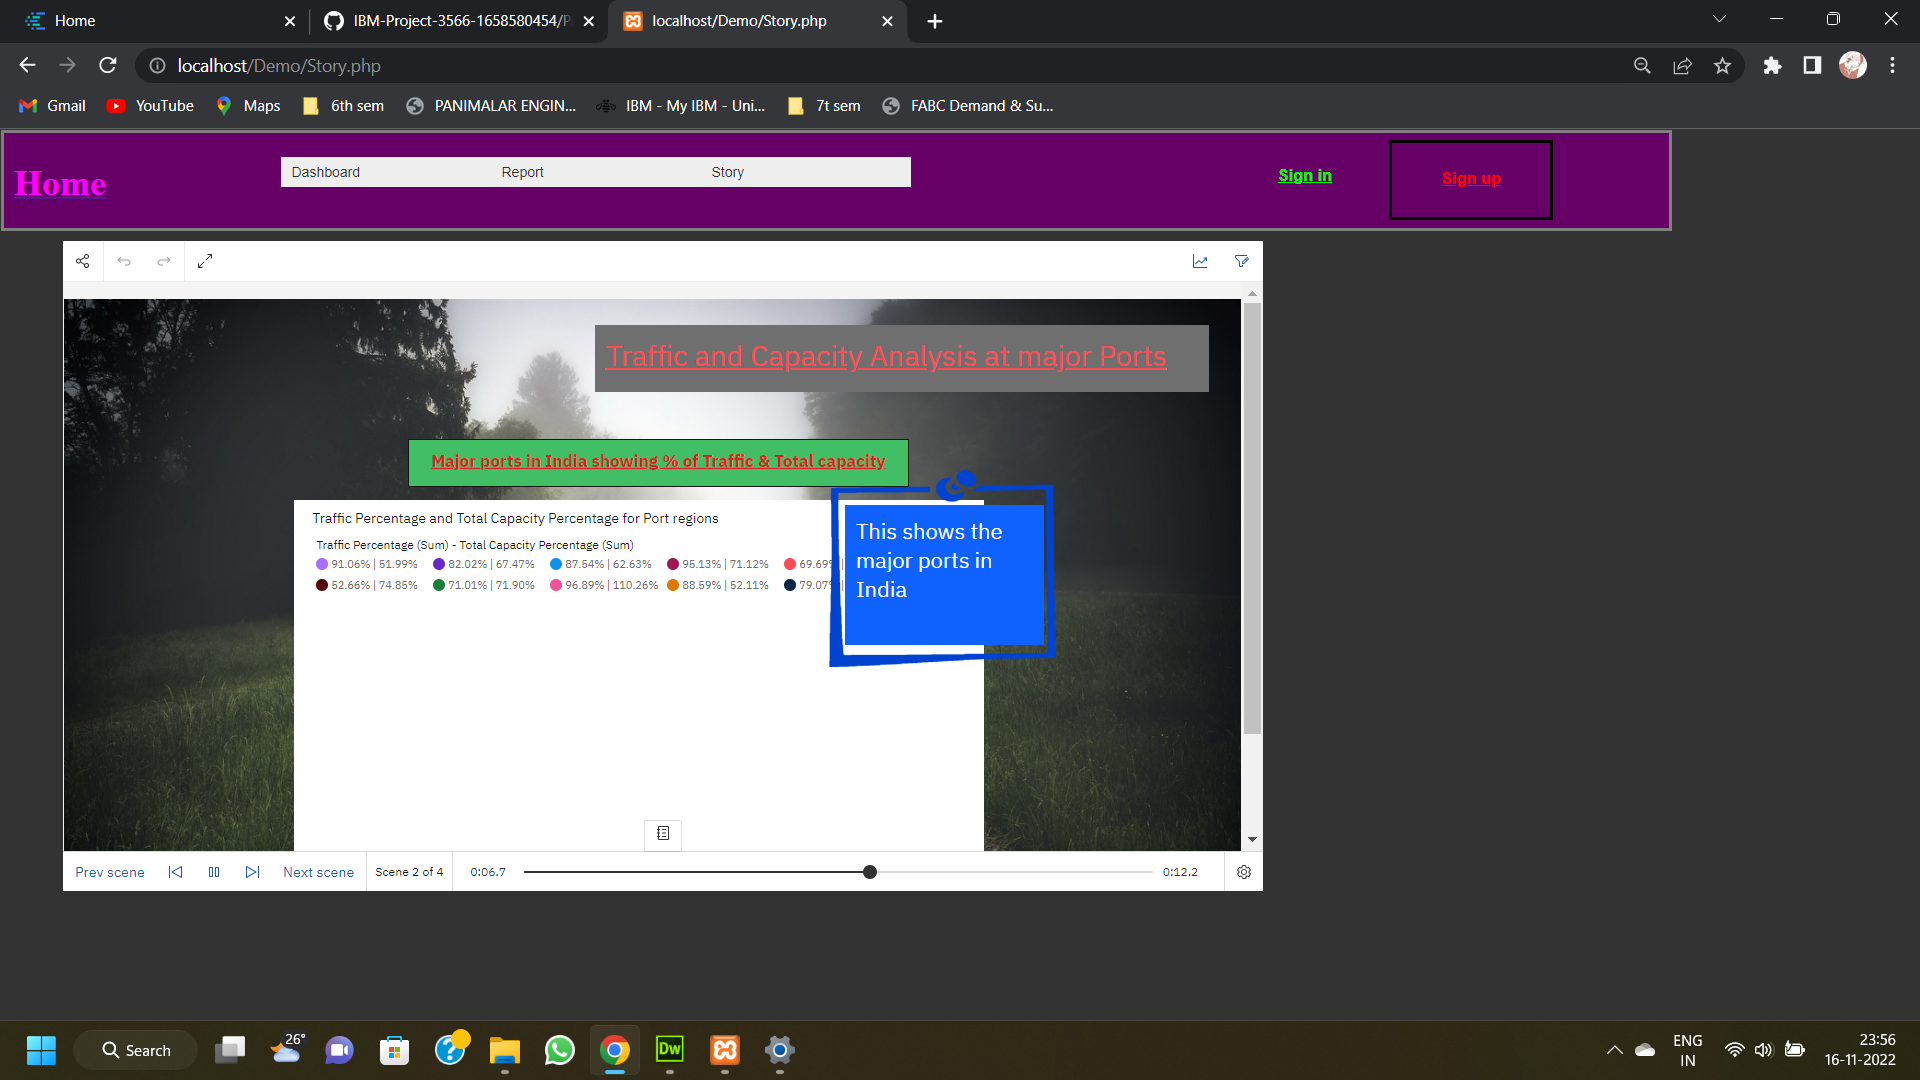 Home
IBM-Project-3566-1658580454/P
localhost/Demo/Story.php
localhost/Demo/Story.php
Gmail YouTube Maps 6th sem PANIMALAR ENGIN... IBM - My IBM - Uni... 7t sem FABC Demand & Su...
Home
Dashboard Report Story
Sign in
Sign up
Traffic and Capacity Analysis at major Ports
Major ports in India showing % of Traffic & Total capacity
Traffic Percentage and Total Capacity Percentage for Port regions
Traffic Percentage (Sum) - Total Capacity Percentage (Sum)
91.06% | 51.99% 82.02% | 67.47% 87.54% | 62.63% 95.13% | 71.12% 69.69% |
52.66% | 74.85% 71.01% | 71.90% 96.89% | 110.26% 88.59% | 52.11% 79.07% |
This shows the
major ports in
India
Prev scene Next scene Scene 2 of 4 0:06.7 0:12.2
26°
Search
Dw
ENG
IN
23:56
16-11-2022